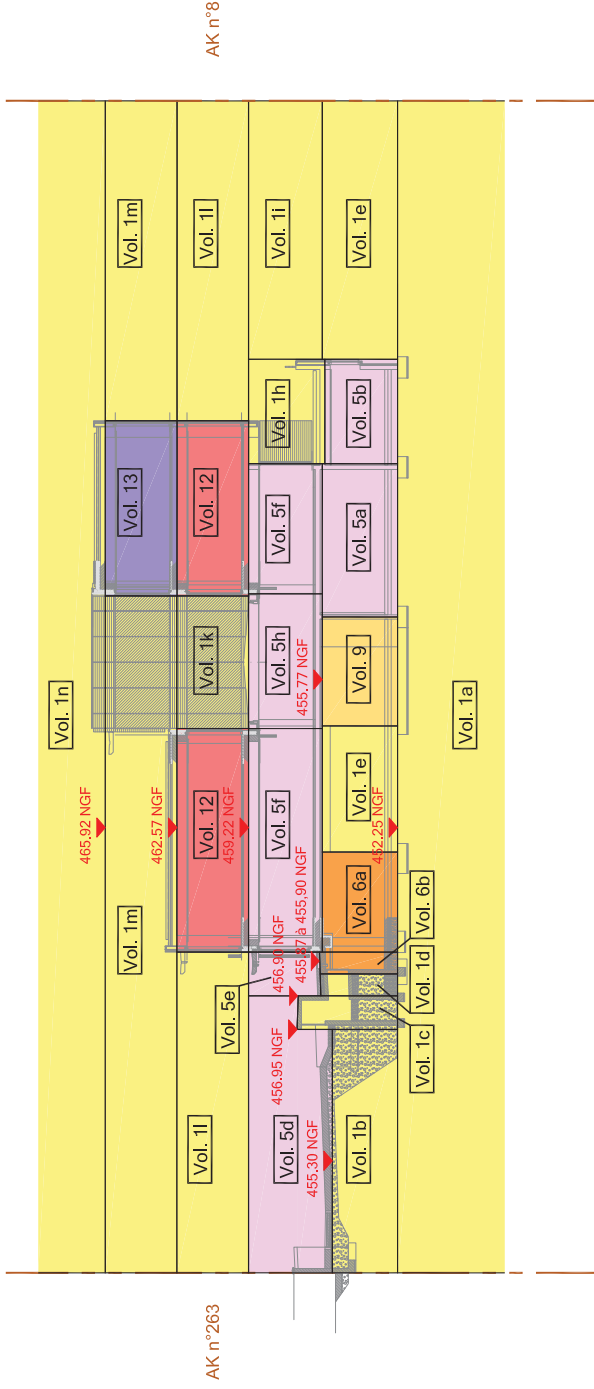 AK n°8
Vol. 1m
Vol. 1l
Vol. 1i
Vol. 1e
Vol. 1h
Vol. 5b
Vol. 13
Vol. 12
Vol. 5f
Vol. 5a
Vol. 1n
Vol. 1k
Vol. 5h
455.77 NGF
Vol. 9
Vol. 1a
465.92 NGF
462.57 NGF
Vol. 12
459.22 NGF
Vol. 5f
Vol. 1e
452.25 NGF
Vol. 1m
Vol. 6a
Vol. 6b
456.90 NGF
455.87 à 455,90 NGF
Vol. 5e
Vol. 1d
456.95 NGF
Vol. 1c
Vol. 1l
Vol. 5d
455.30 NGF
Vol. 1b
AK n°263